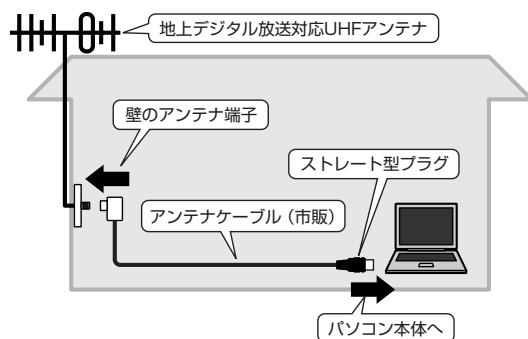 地上デジタル放送対応UHFアンテナ
壁のアンテナ端子
ストレート型プラグ
アンテナケーブル（市販）
パソコン本体へ